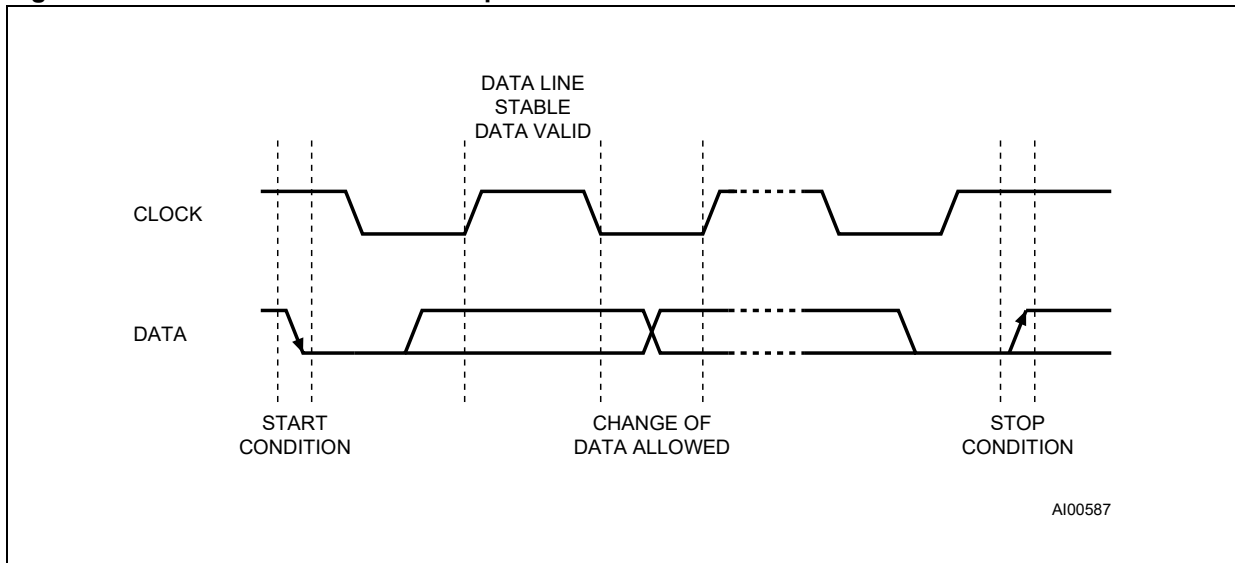 DATA LINE
STABLE
DATA VALID
CLOCK
DATA
START
CONDITION
CHANGE OF
DATA ALLOWED
STOP
CONDITION
AI00587